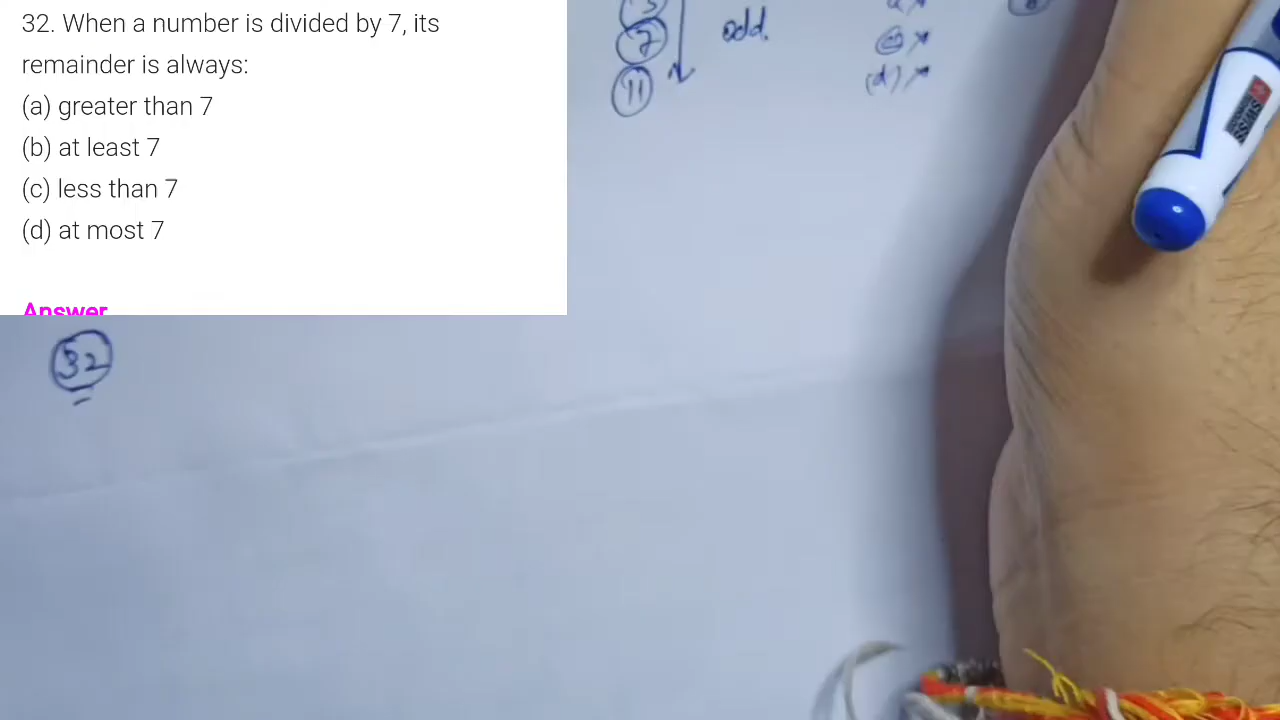 32. When a number is divided by 7, its
remainder is always:
(a) greater than 7
(b) at least 7
(c) less than 7
(d) at most 7
Answer
7
odd.
11
(d) ×
SWISS
32